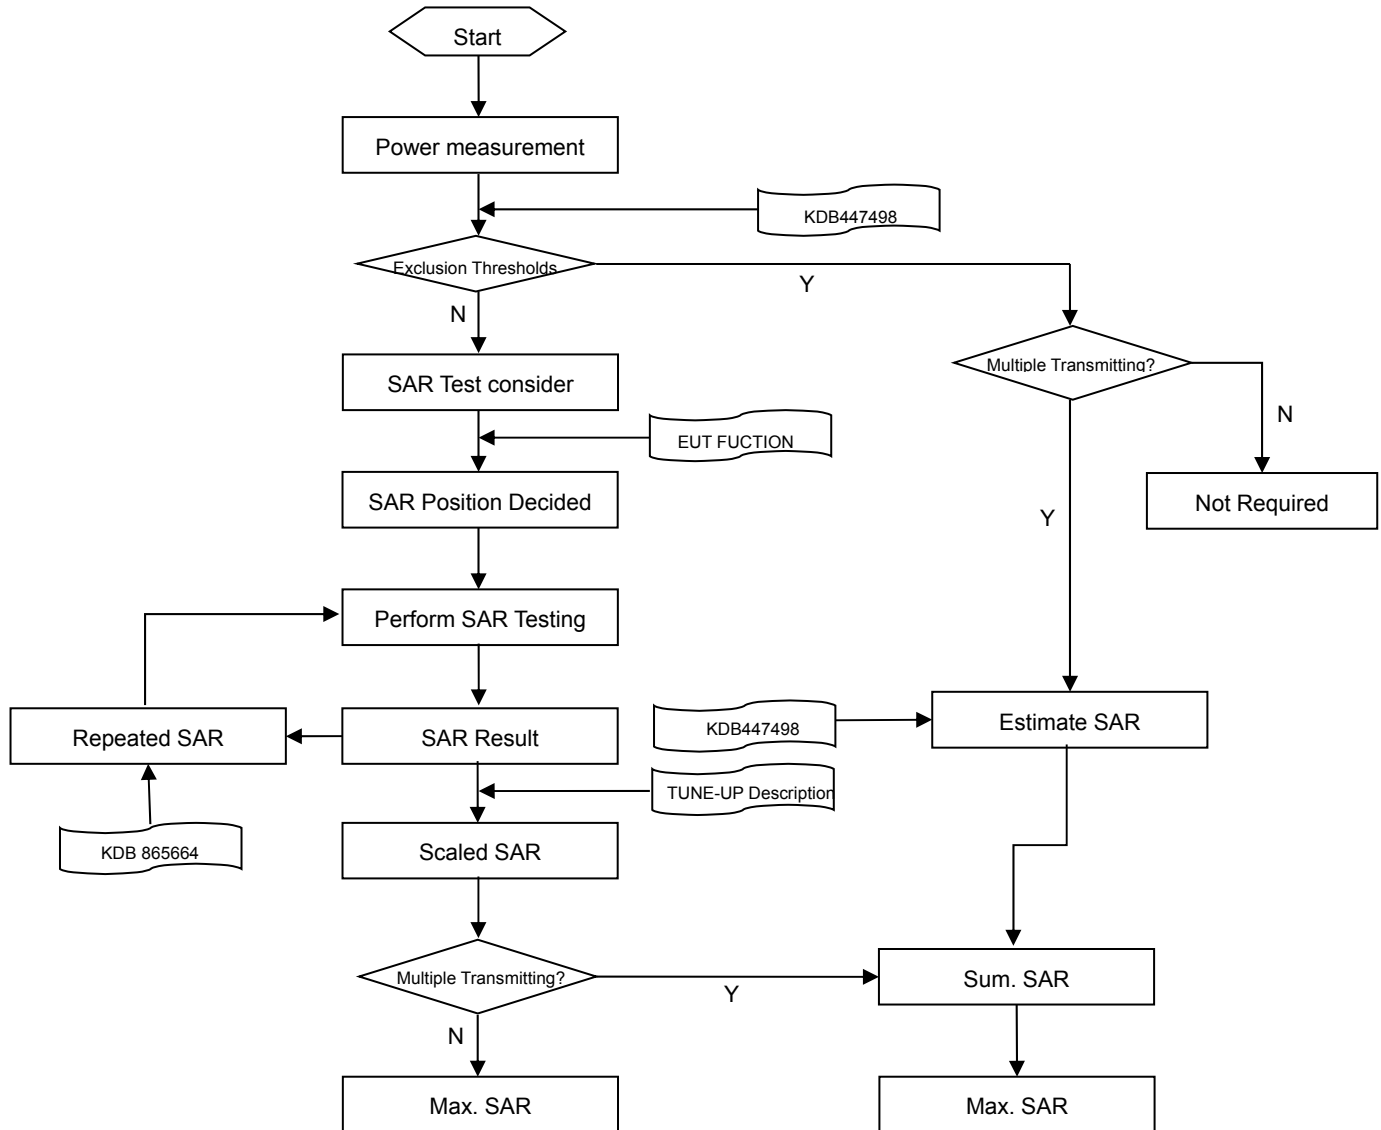 Start
Power measurement
KDB447498
Exclusion Thresholds
Y
N
Multiple Transmitting?
SAR Test consider
N
EUT FUCTION
SAR Position Decided
Not Required
Y
Perform SAR Testing
Repeated SAR
SAR Result
KDB447498
Estimate SAR
TUNE-UP Description
KDB 865664
Scaled SAR
Multiple Transmitting?
Y
Sum. SAR
N
Max. SAR
Max. SAR